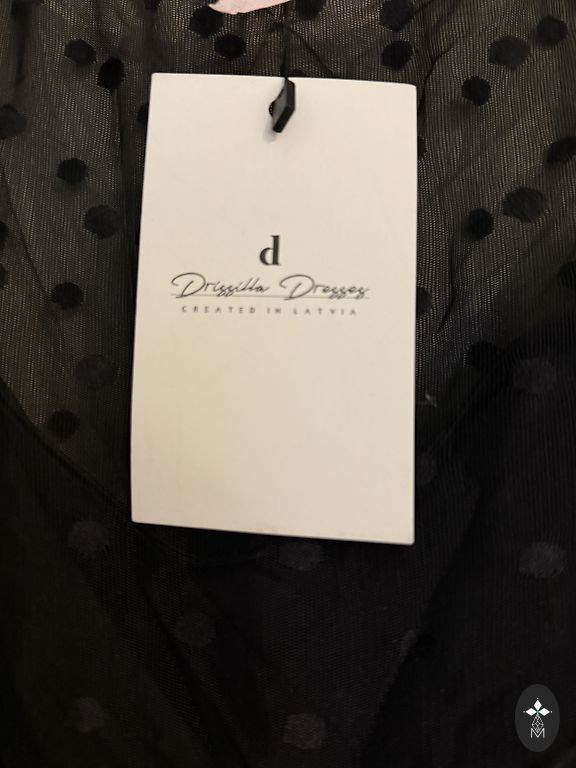 d
Drizzilla Dresses
CREATED IN LATVIA
M